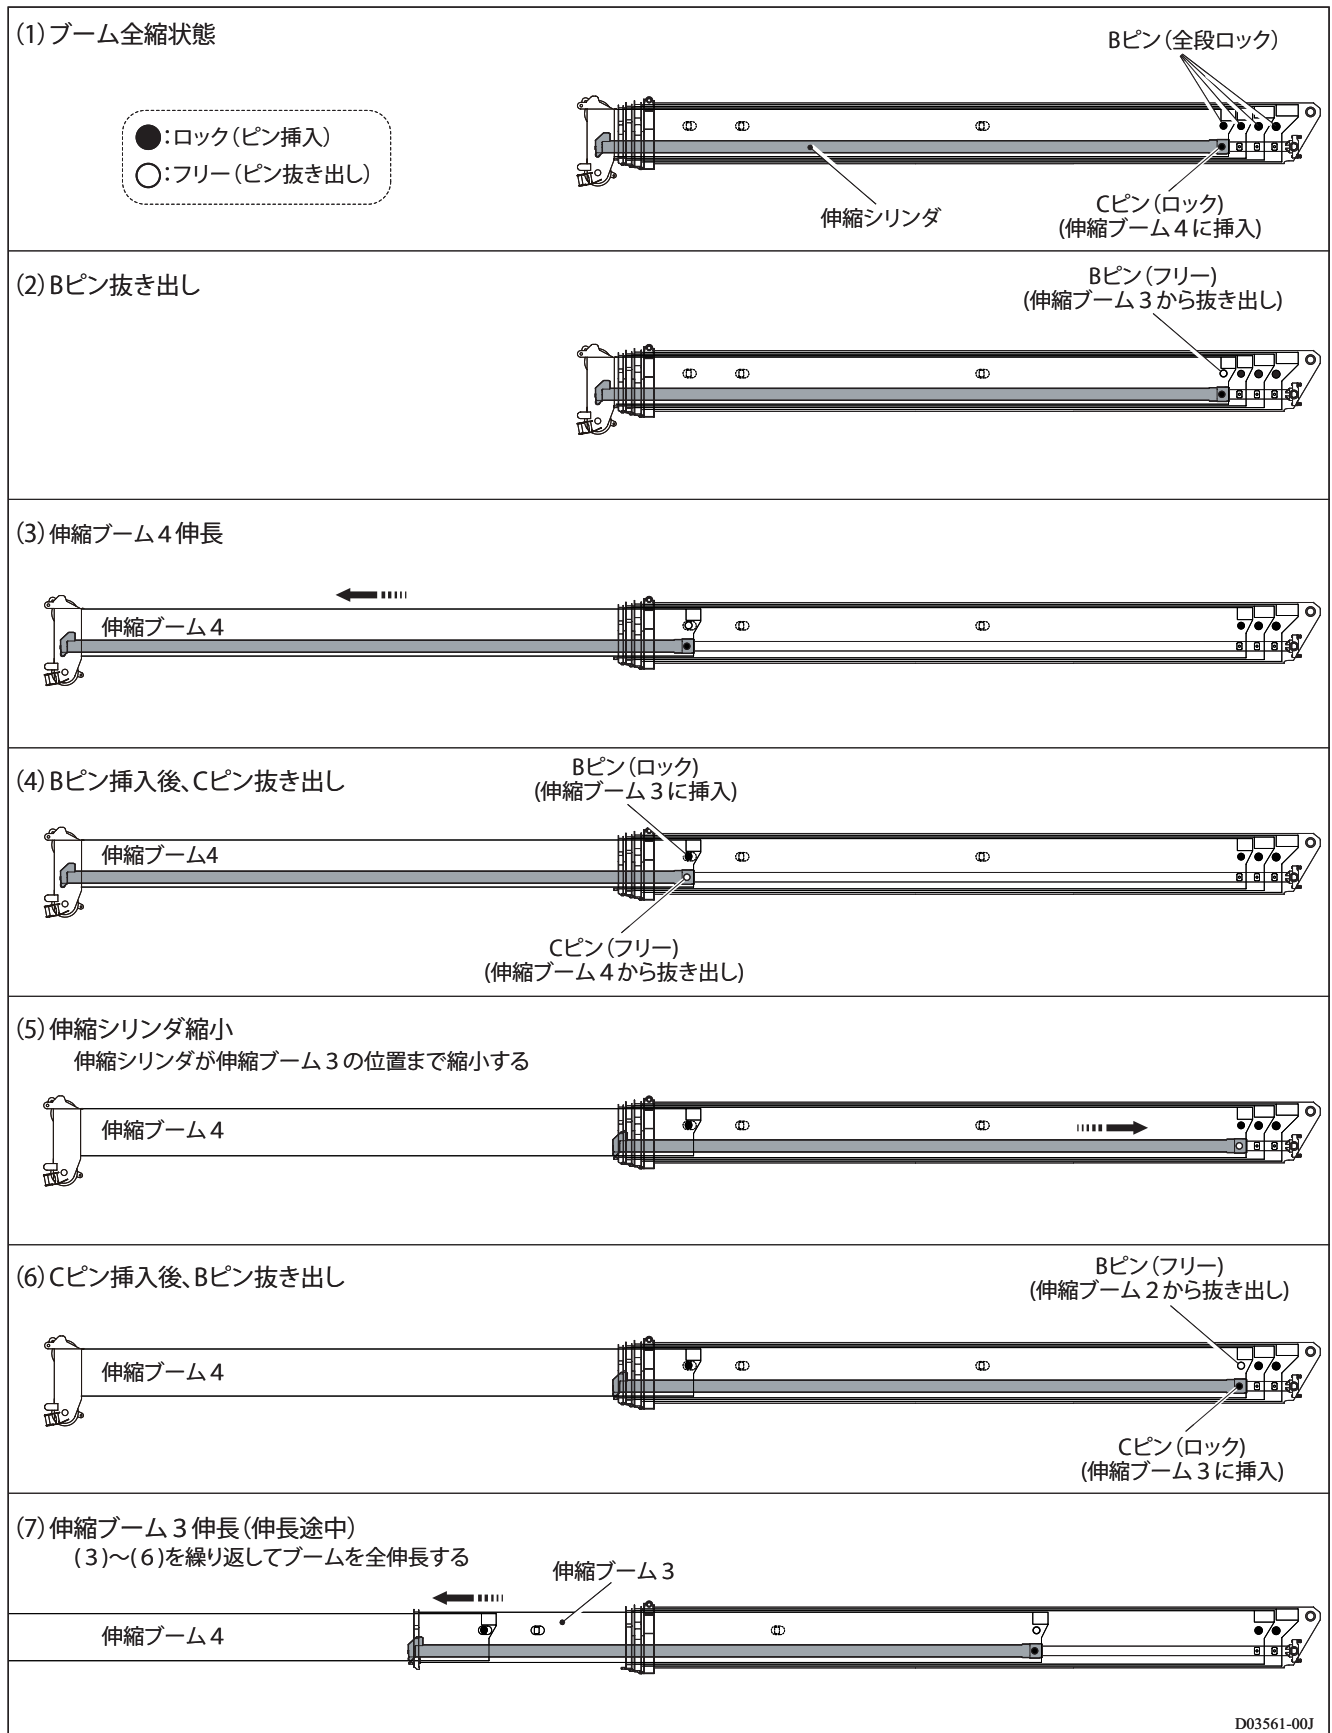 (1)ブーム全縮状態
Bピン(全段ロック)
●:ロック(ピン挿入)
○:フリー(ピン抜き出し)
伸縮シリンダ
Cピン(ロック)
(伸縮ブーム4に挿入)
(2)Bピン抜き出し
Bピン(フリー)
(伸縮ブーム3から抜き出し)
(3)伸縮ブーム4伸長
伸縮ブーム4
(4)Bピン挿入後、Cピン抜き出し
Bピン(ロック)
(伸縮ブーム3に挿入)
伸縮ブーム4
Cピン(フリー)
(伸縮ブーム4から抜き出し)
(5)伸縮シリンダ縮小
伸縮シリンダが伸縮ブーム3の位置まで縮小する
伸縮ブーム4
(6)Cピン挿入後、Bピン抜き出し
Bピン(フリー)
(伸縮ブーム2から抜き出し)
伸縮ブーム4
Cピン(ロック)
(伸縮ブーム3に挿入)
(7)伸縮ブーム3伸長(伸長途中)
(3)~(6)を繰り返してブームを全伸長する
伸縮ブーム3
伸縮ブーム4
D03561-00J